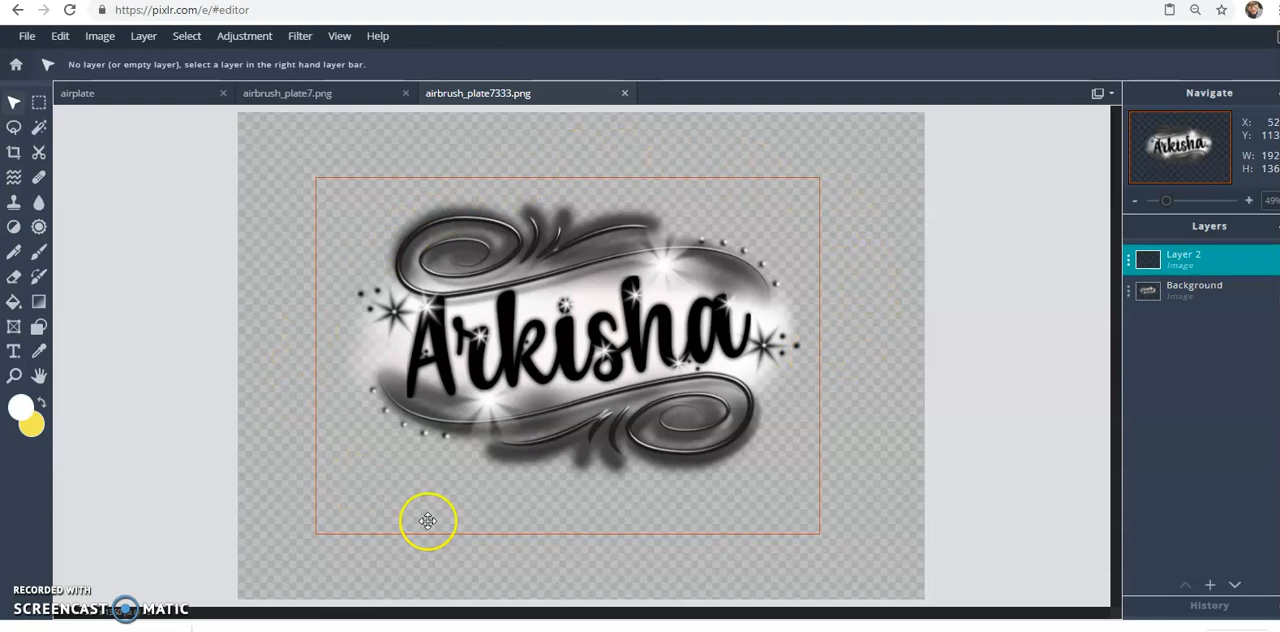 https://pixlr.com/e/#editor
File Edit Image Layer Select Adjustment Filter View Help
No layer (or empty layer), select a layer in the right hand layer bar.
airplate airbrush_plate7.png airbrush_plate7333.png
Navigate
X: 52
Y: 113
W: 192
H: 136
49%
Layers
Layer 2
Image
Background
Image
Arkisha
T
RECORDED WITH
SCREENCAST MATIC
History